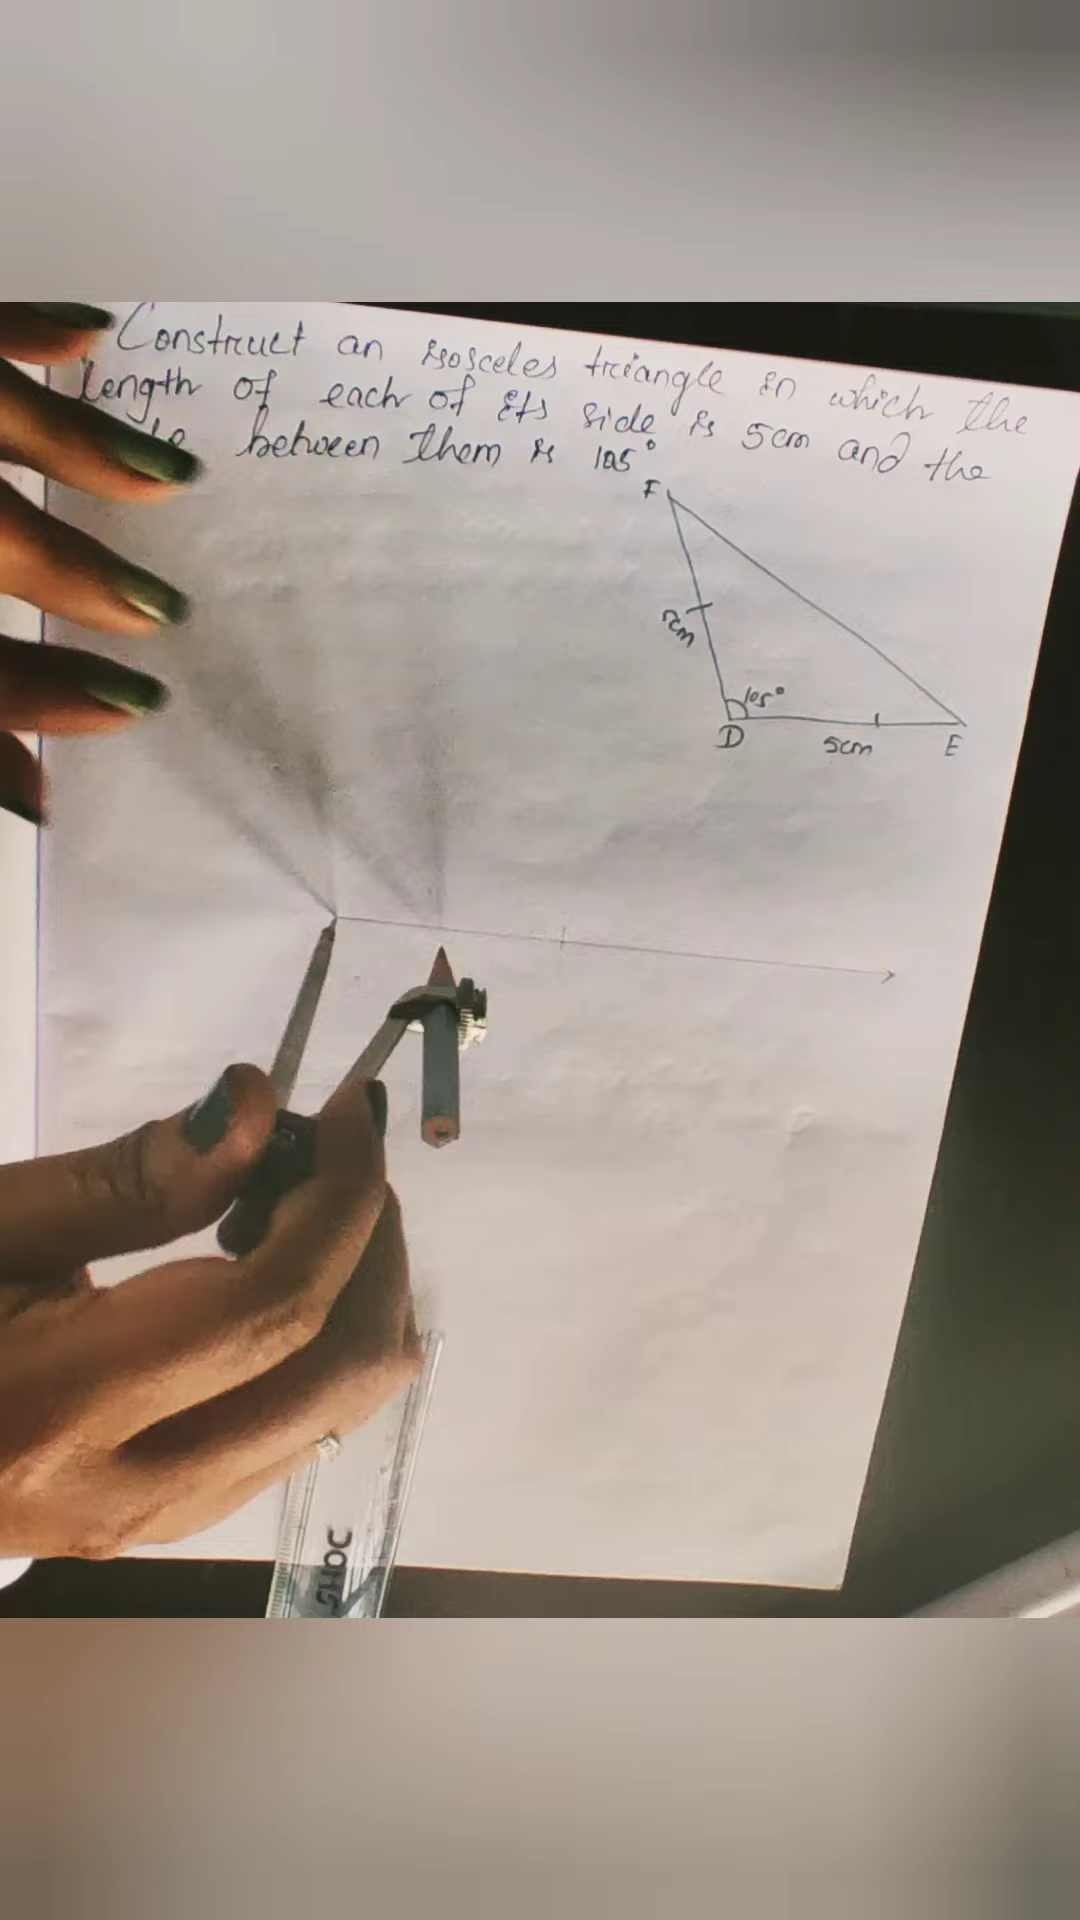 Construct an isosceles triangle in which the
length of each of its side is 5cm and the
between them is 105°
F
5cm
105°
D
5cm
E